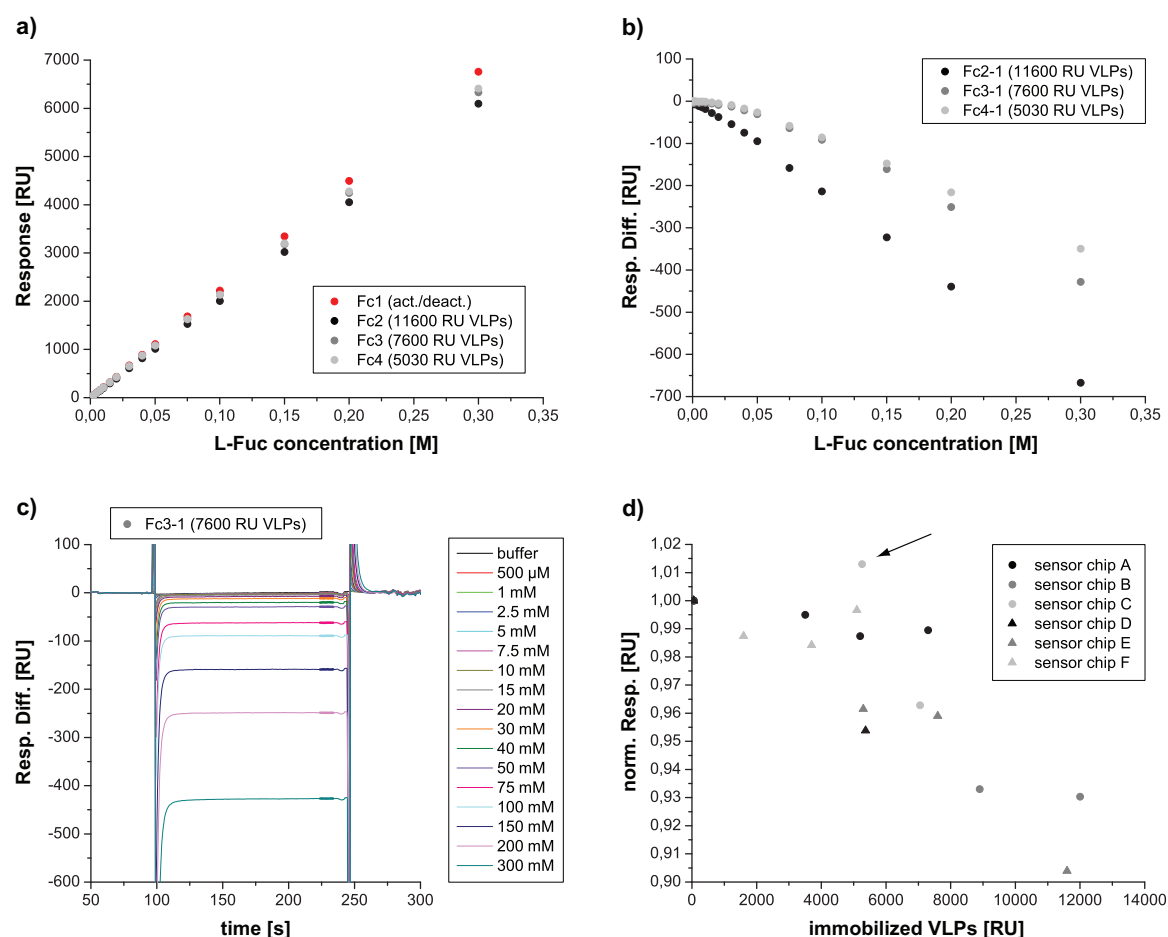 a)
7000
6000
5000
4000
3000
2000
1000
0
Response [RU]
Fc1 (act./deact.)
Fc2 (11600 RU VLPs)
Fc3 (7600 RU VLPs)
Fc4 (5030 RU VLPs)
0,00 0,05 0,10 0,15 0,20 0,25 0,30 0,35
L-Fuc concentration [M]
b)
100
0
-100
-200
-300
-400
-500
-600
-700
Resp. Diff. [RU]
Fc2-1 (11600 RU VLPs)
Fc3-1 (7600 RU VLPs)
Fc4-1 (5030 RU VLPs)
0,00 0,05 0,10 0,15 0,20 0,25 0,30 0,35
L-Fuc concentration [M]
c)
Fc3-1 (7600 RU VLPs)
100
0
-100
-200
-300
-400
-500
-600
Resp. Diff. [RU]
buffer
500 µM
1 mM
2.5 mM
5 mM
7.5 mM
10 mM
15 mM
20 mM
30 mM
40 mM
50 mM
75 mM
100 mM
150 mM
200 mM
300 mM
50 100 150 200 250 300
time [s]
d)
1,02
1,01
1,00
0,99
0,98
0,97
0,96
0,95
0,94
0,93
0,92
0,91
0,90
norm. Resp. [RU]
sensor chip A
sensor chip B
sensor chip C
sensor chip D
sensor chip E
sensor chip F
0 2000 4000 6000 8000 10000 12000 14000
immobilized VLPs [RU]